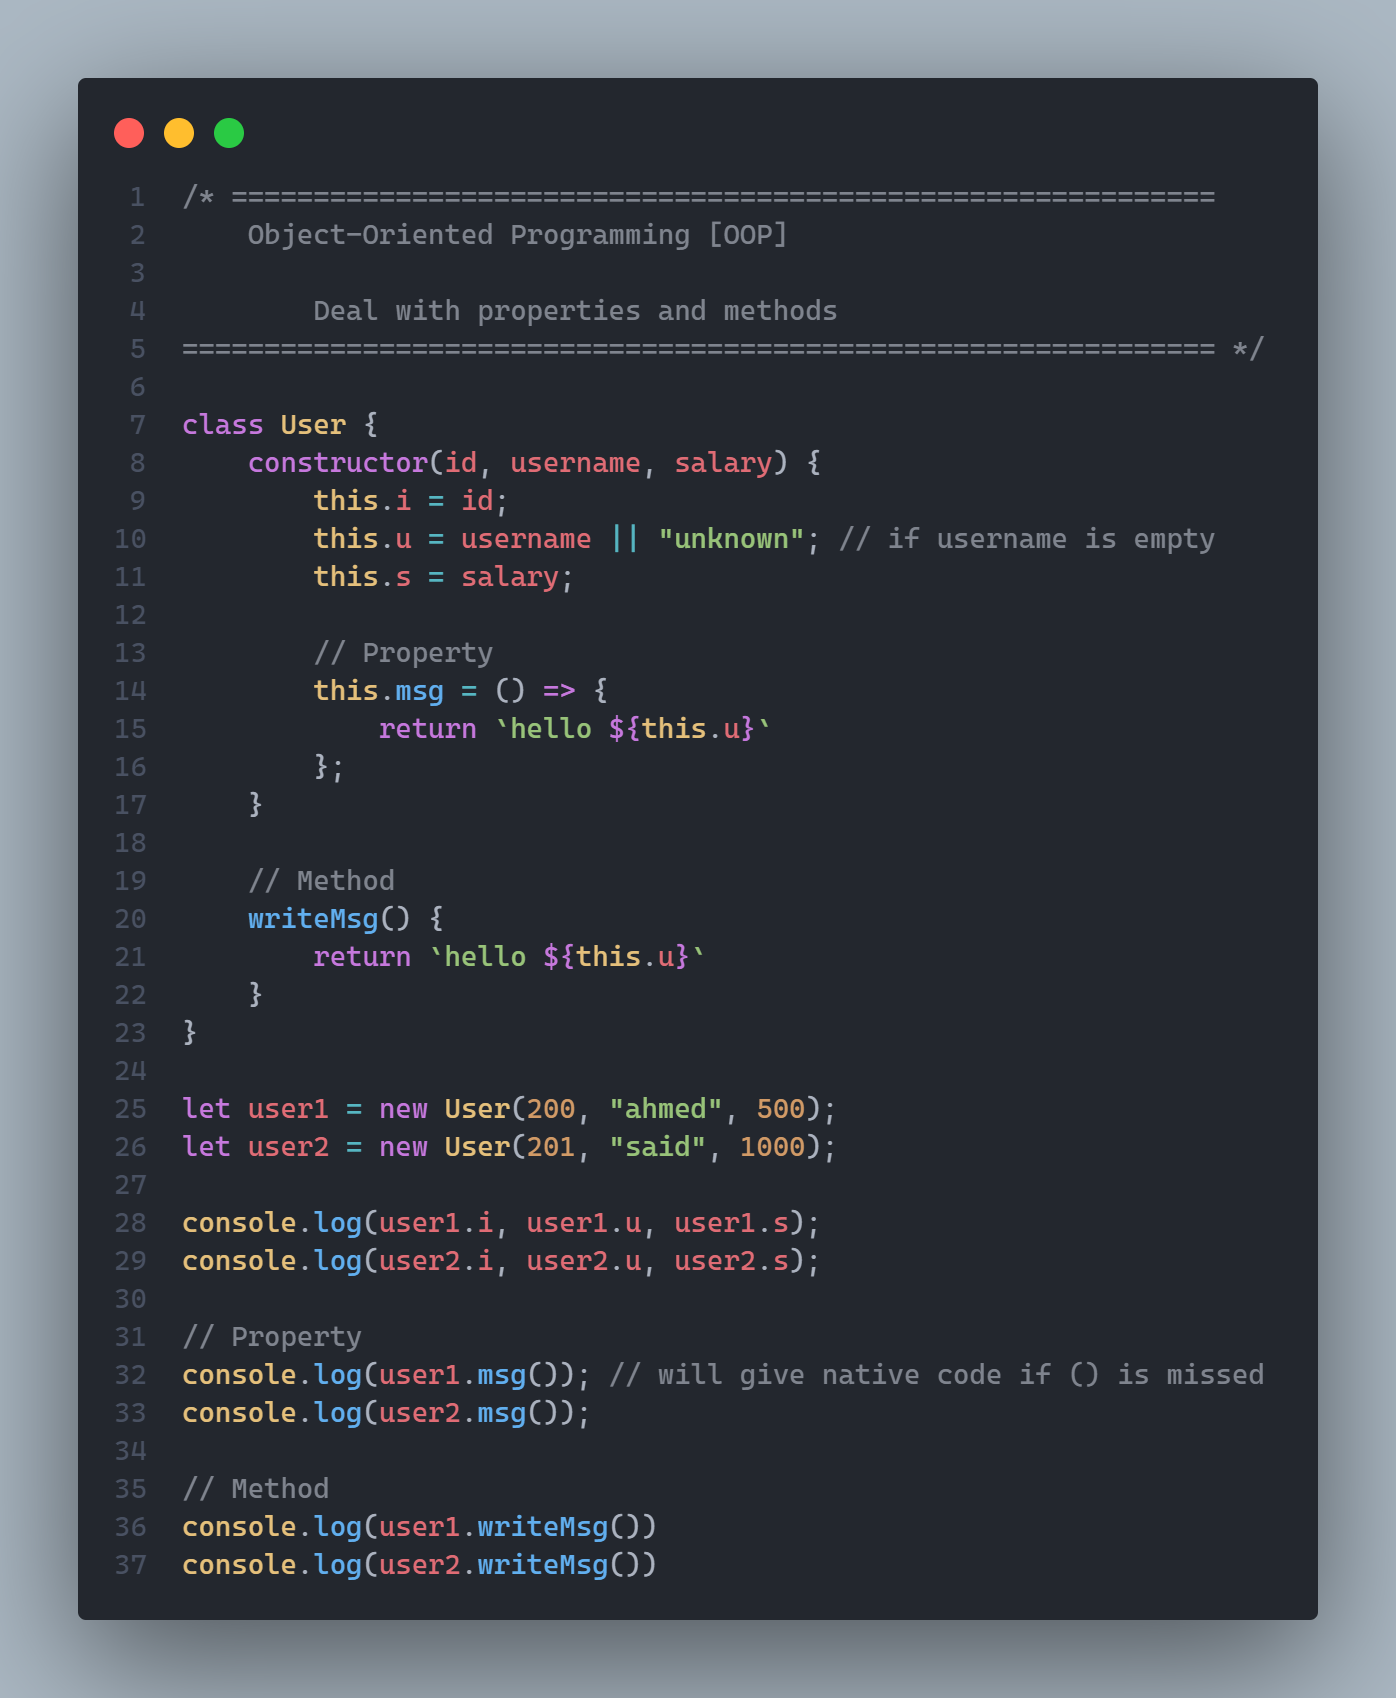 1 /* ============================================================
2     Object-Oriented Programming [OOP]
3
4         Deal with properties and methods
5 =============================================================== */
6
7 class User {
8     constructor(id, username, salary) {
9         this.i = id;
10         this.u = username || "unknown"; // if username is empty
11         this.s = salary;
12
13         // Property
14         this.msg = () => {
15             return `hello ${this.u}`
16         };
17     }
18
19     // Method
20     writeMsg() {
21         return `hello ${this.u}`
22     }
23 }
24
25 let user1 = new User(200, "ahmed", 500);
26 let user2 = new User(201, "said", 1000);
27
28 console.log(user1.i, user1.u, user1.s);
29 console.log(user2.i, user2.u, user2.s);
30
31 // Property
32 console.log(user1.msg()); // will give native code if () is missed
33 console.log(user2.msg());
34
35 // Method
36 console.log(user1.writeMsg())
37 console.log(user2.writeMsg())